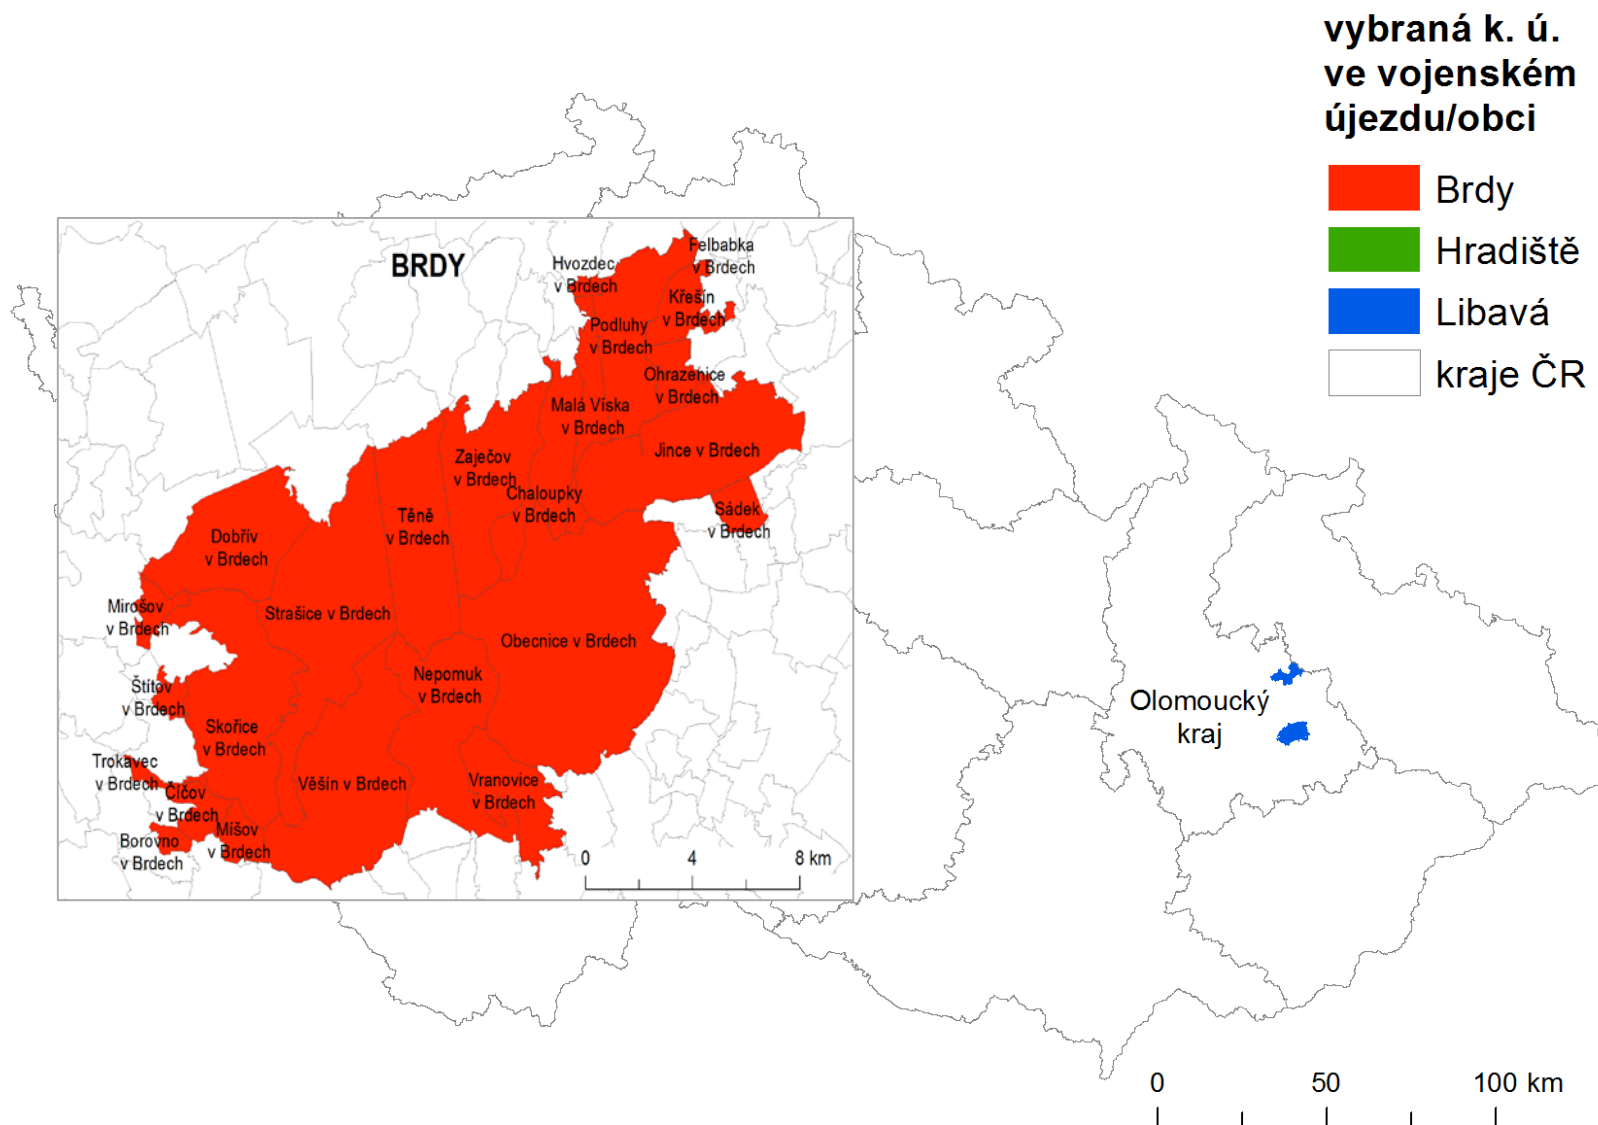 vybraná k. ú.
ve vojenském
újezdu/obci
Brdy
Hradiště
Libavá
kraje ČR
BRDY
Felbabka
v Brdech
Hvozdec
v Brdech
Křešín
v Brdech
Podluhy
v Brdech
Ohrazenice
v Brdech
Malá Víska
v Brdech
Jince v Brdech
Zaječov
v Brdech
Chaloupky
v Brdech
Sádek
v Brdech
Těně
v Brdech
Dobřív
v Brdech
Mirošov
v Brdech
Strašice v Brdech
Obecnice v Brdech
Nepomuk
v Brdech
Štítov
v Brdech
Skořice
v Brdech
Trokavec
v Brdech
Číčov
v Brdech
Věšín v Brdech
Vranovice
v Brdech
Míšov
v Brdech
Borovno
v Brdech
0 4 8 km
Olomoucký
kraj
0 50 100 km